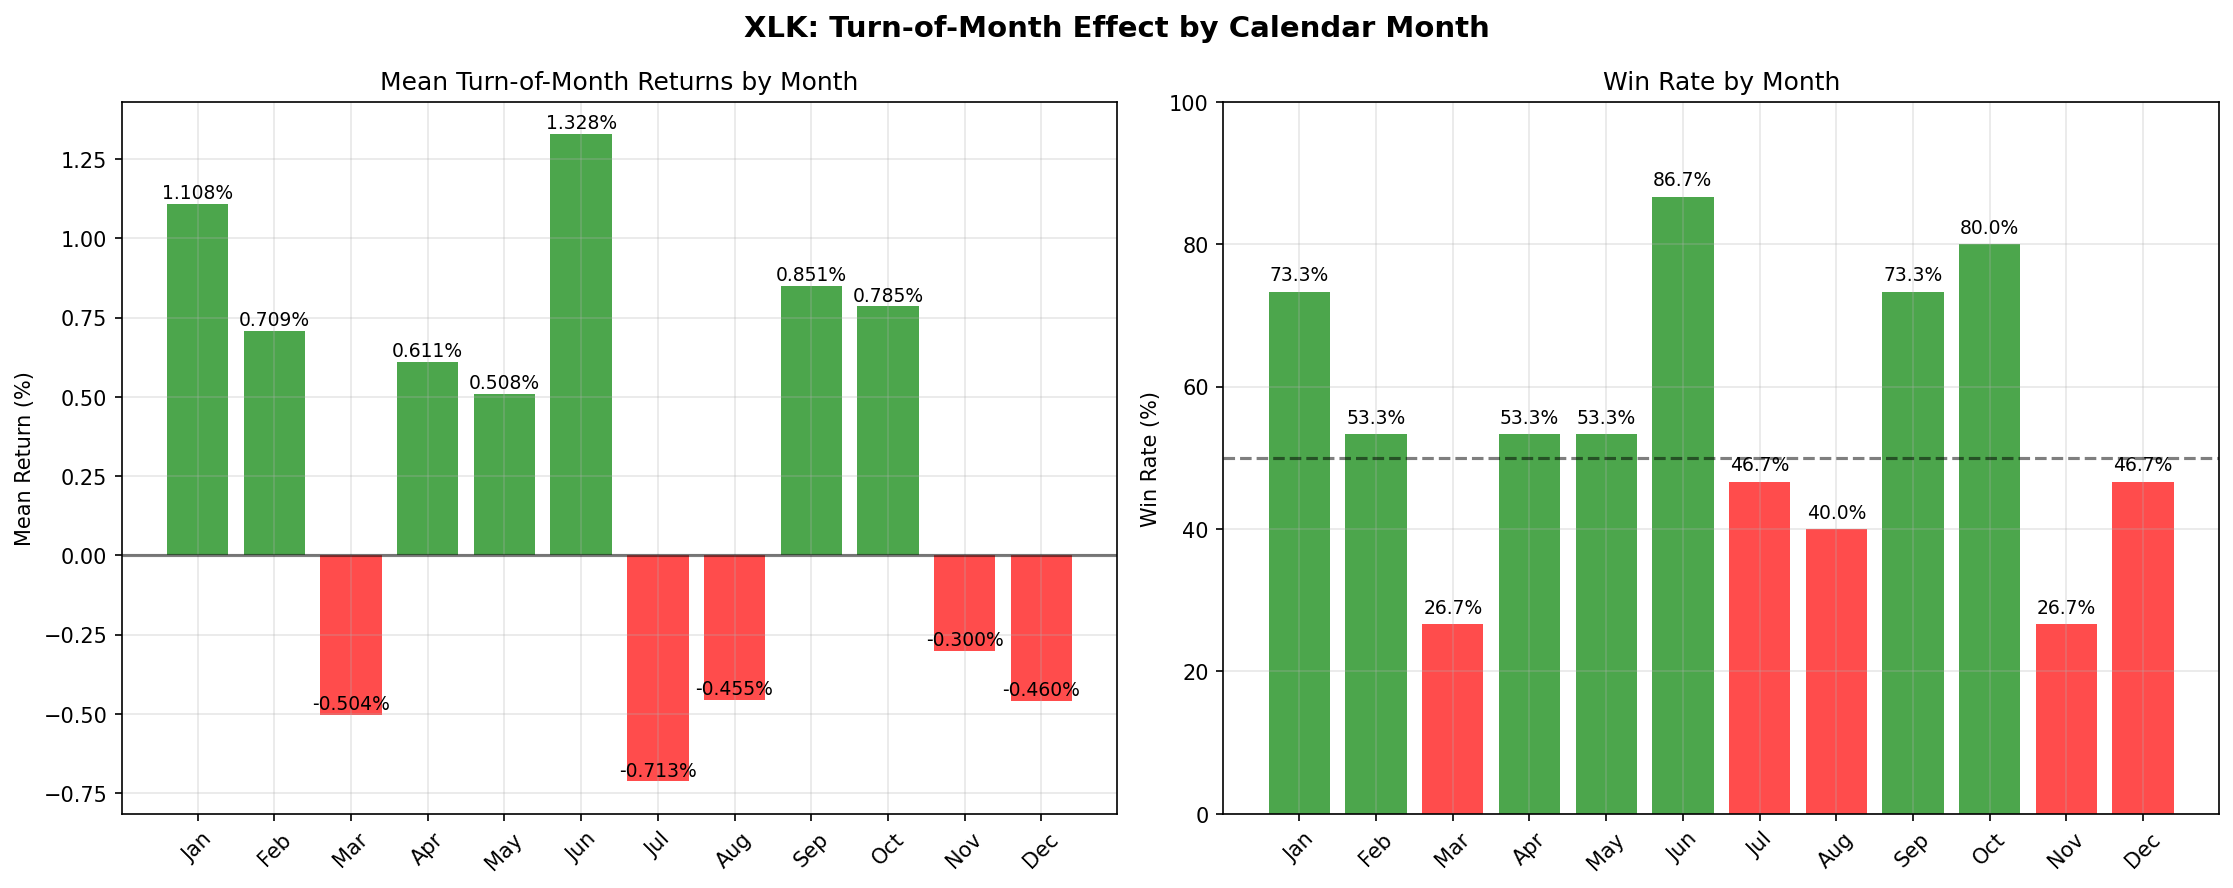 XLK: Turn-of-Month Effect by Calendar Month
Mean Turn-of-Month Returns by Month
Mean Return (%)
1.25
1.00
0.75
0.50
0.25
0.00
−0.25
−0.50
−0.75
1.108%
0.709%
-0.504%
0.611%
0.508%
1.328%
-0.713%
-0.455%
0.851%
0.785%
-0.300%
-0.460%
Jan
Feb
Mar
Apr
May
Jun
Jul
Aug
Sep
Oct
Nov
Dec
Win Rate by Month
Win Rate (%)
100
80
60
40
20
0
73.3%
53.3%
26.7%
53.3%
53.3%
86.7%
46.7%
40.0%
73.3%
80.0%
26.7%
46.7%
Jan
Feb
Mar
Apr
May
Jun
Jul
Aug
Sep
Oct
Nov
Dec